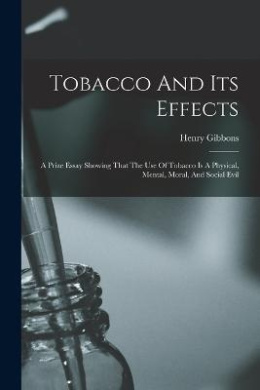 Tobacco And Its
Effects
Henry Gibbons
A Prize Essay Showing That The Use Of Tobacco Is A Physical,
Mental, Moral, And Social Evil